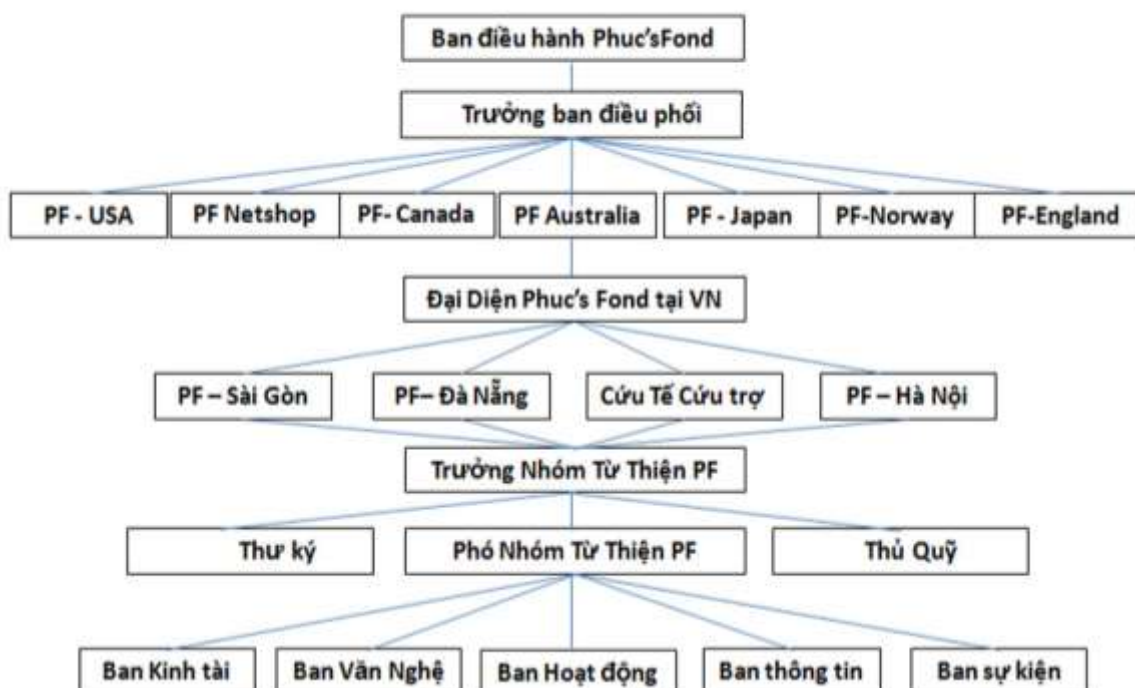 Ban điều hành Phuc'sFond
Trưởng ban điều phối
PF - USA
PF Netshop
PF- Canada
PF Australia
PF - Japan
PF-Norway
PF-England
Đại Diện Phuc's Fond tại VN
PF – Sài Gòn
PF– Đà Nẵng
Cứu Tế Cứu trợ
PF – Hà Nội
Trưởng Nhóm Từ Thiện PF
Thư ký
Phó Nhóm Từ Thiện PF
Thủ Quỹ
Ban Kinh tài
Ban Văn Nghệ
Ban Hoạt động
Ban thông tin
Ban sự kiện